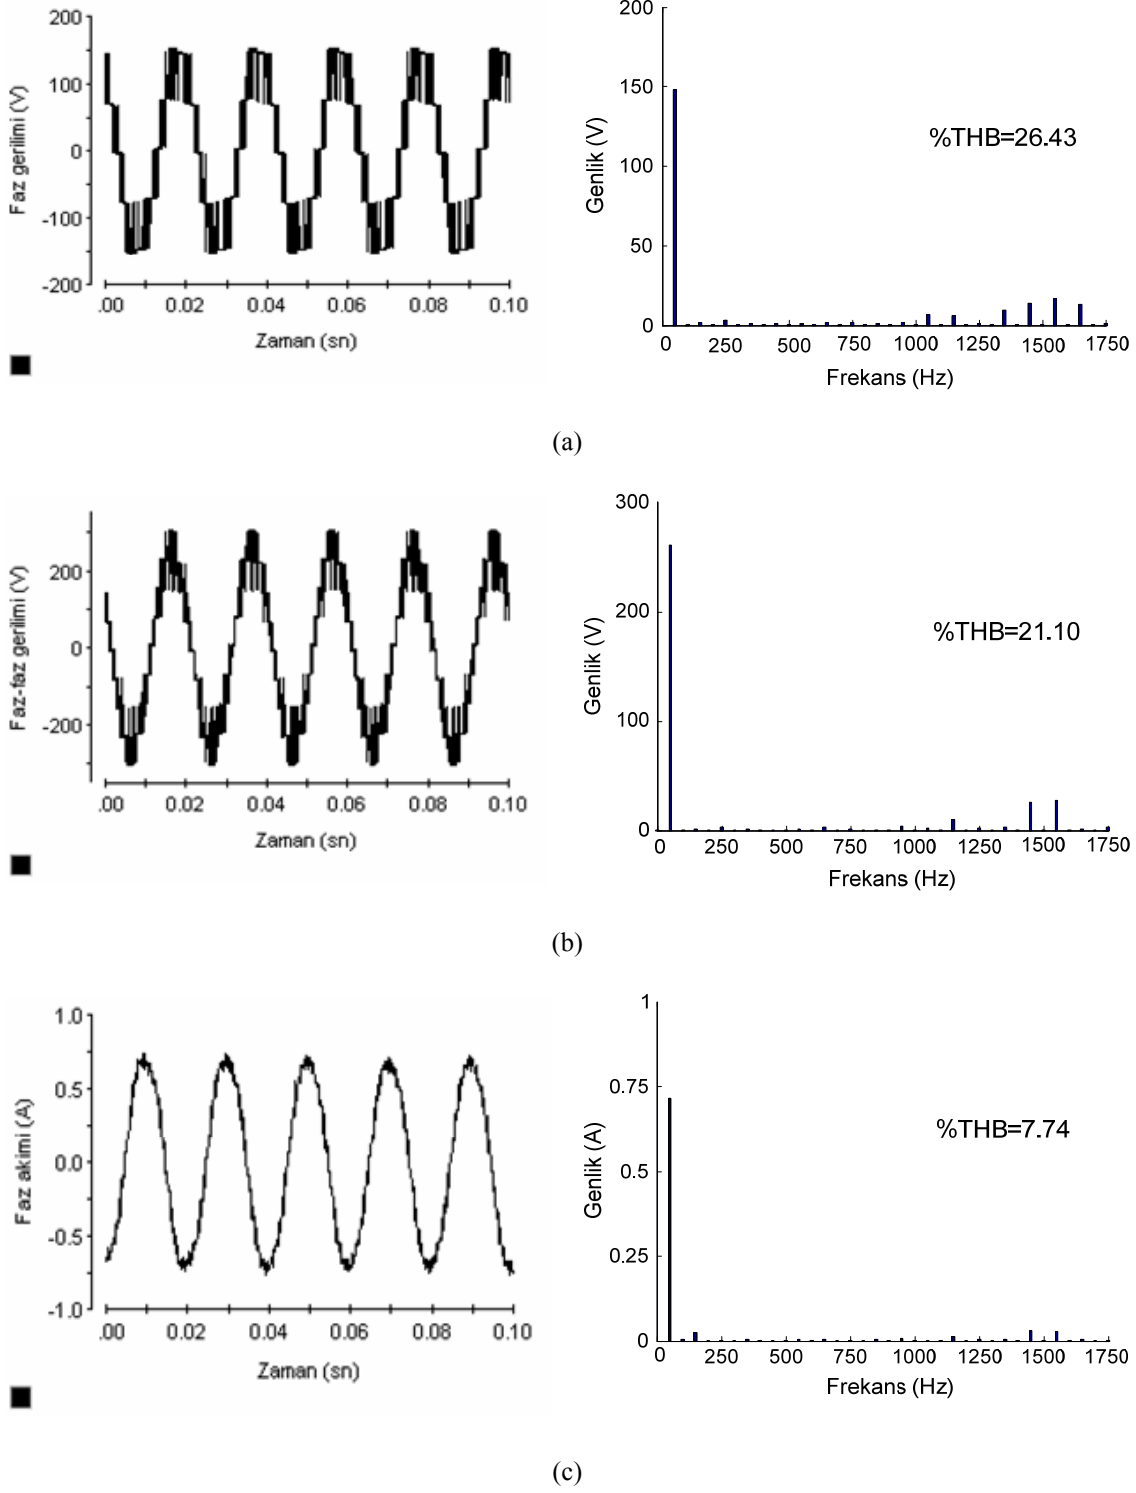 200
100
0
-100
-200
Faz gerilimi (V)
.00 0.02 0.04 0.06 0.08 0.10
Zaman (sn)
200
150
100
50
0
Genlik (V)
%THB=26.43
0 250 500 750 1000 1250 1500 1750
Frekans (Hz)
(a)
200
0
-200
Faz-faz gerilimi (V)
.00 0.02 0.04 0.06 0.08 0.10
Zaman (sn)
300
200
100
0
Genlik (V)
%THB=21.10
0 250 500 750 1000 1250 1500 1750
Frekans (Hz)
(b)
1.0
0.5
0.0
-0.5
-1.0
Faz akimi (A)
.00 0.02 0.04 0.06 0.08 0.10
Zaman (sn)
1
0.75
0.5
0.25
0
Genlik (A)
%THB=7.74
0 250 500 750 1000 1250 1500 1750
Frekans (Hz)
(c)